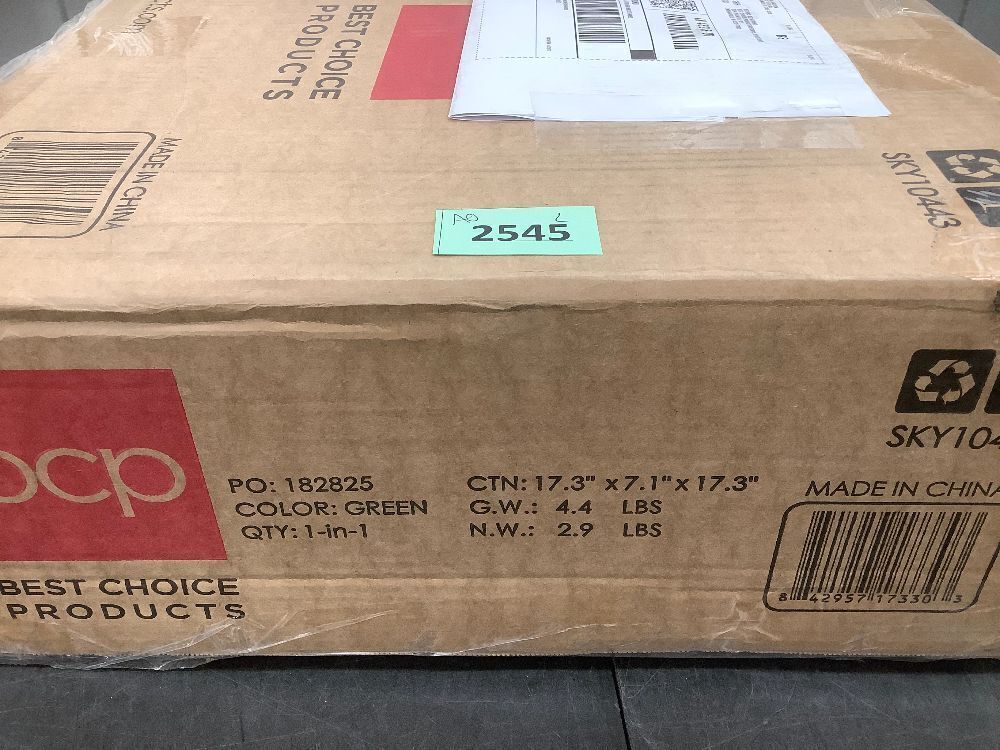 cts.com
BEST CHOICE
PRODUCTS
MADE IN CHINA
SKY10443
2545
bcp
BEST CHOICE
PRODUCTS
PO: 182825
COLOR: GREEN
QTY: 1-in-1
CTN: 17.3" x 7.1" x 17.3"
G.W.: 4.4 LBS
N.W.: 2.9 LBS
SKY104
MADE IN CHINA
8 42957 17330 3